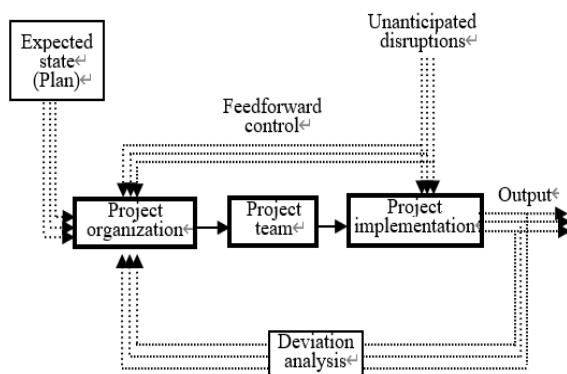 Expected
state↵
(Plan)↵
Unanticipated
disruptions↵
Feedforward
control↵
Project
organization↵
Project
team↵
Project
implementation↵
Output↵
Deviation
analysis↵